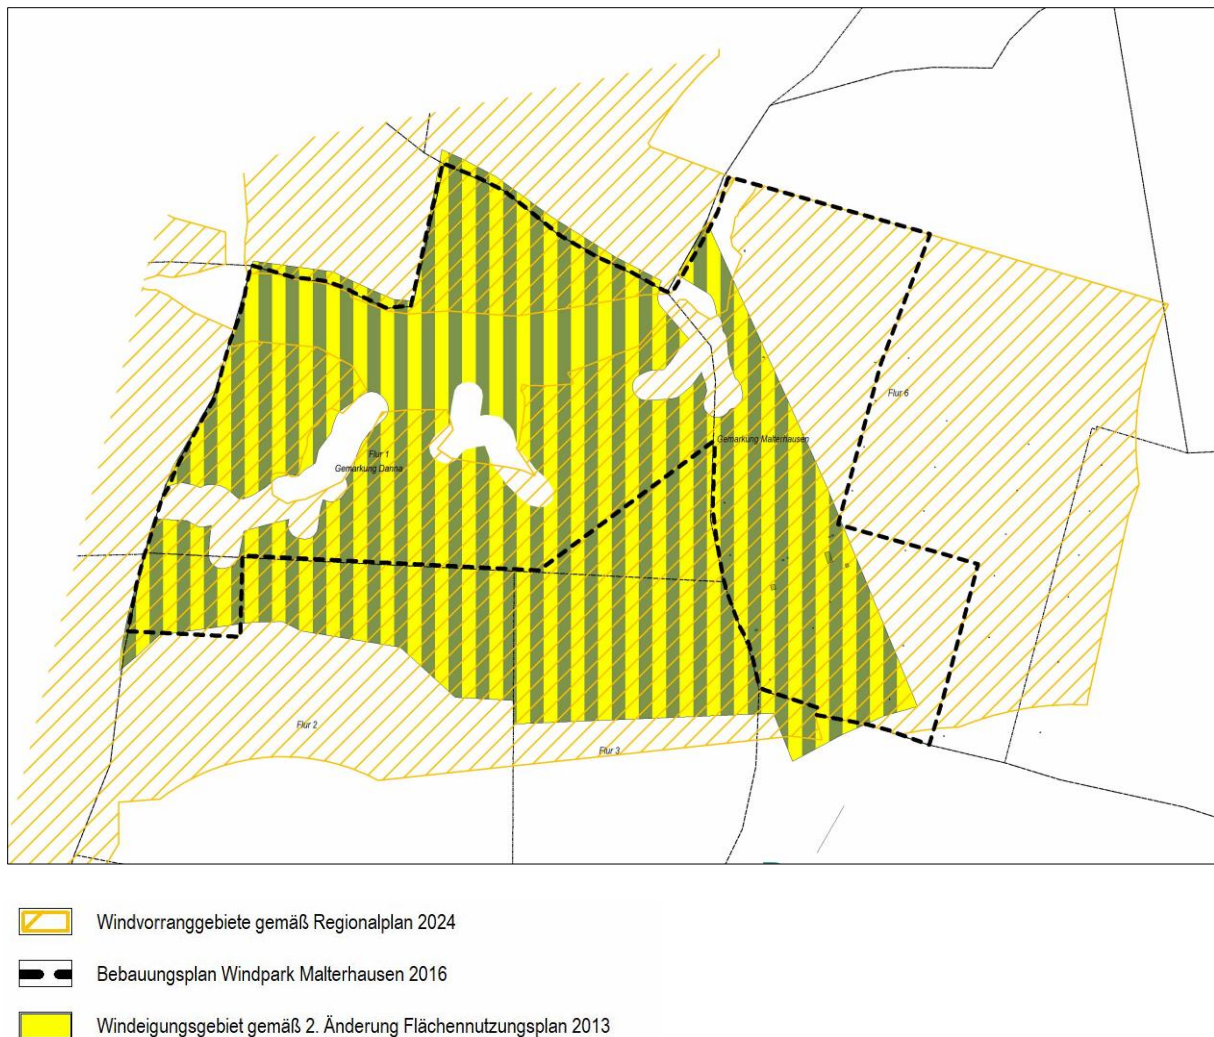 Flur 6
Gemarkung Malterhausen
Flur 1
Gemarkung Danna
Flur 2
Flur 3
Windvorranggebiete gemäß Regionalplan 2024
Bebauungsplan Windpark Malterhausen 2016
Windeigungsgebiet gemäß 2. Änderung Flächennutzungsplan 2013